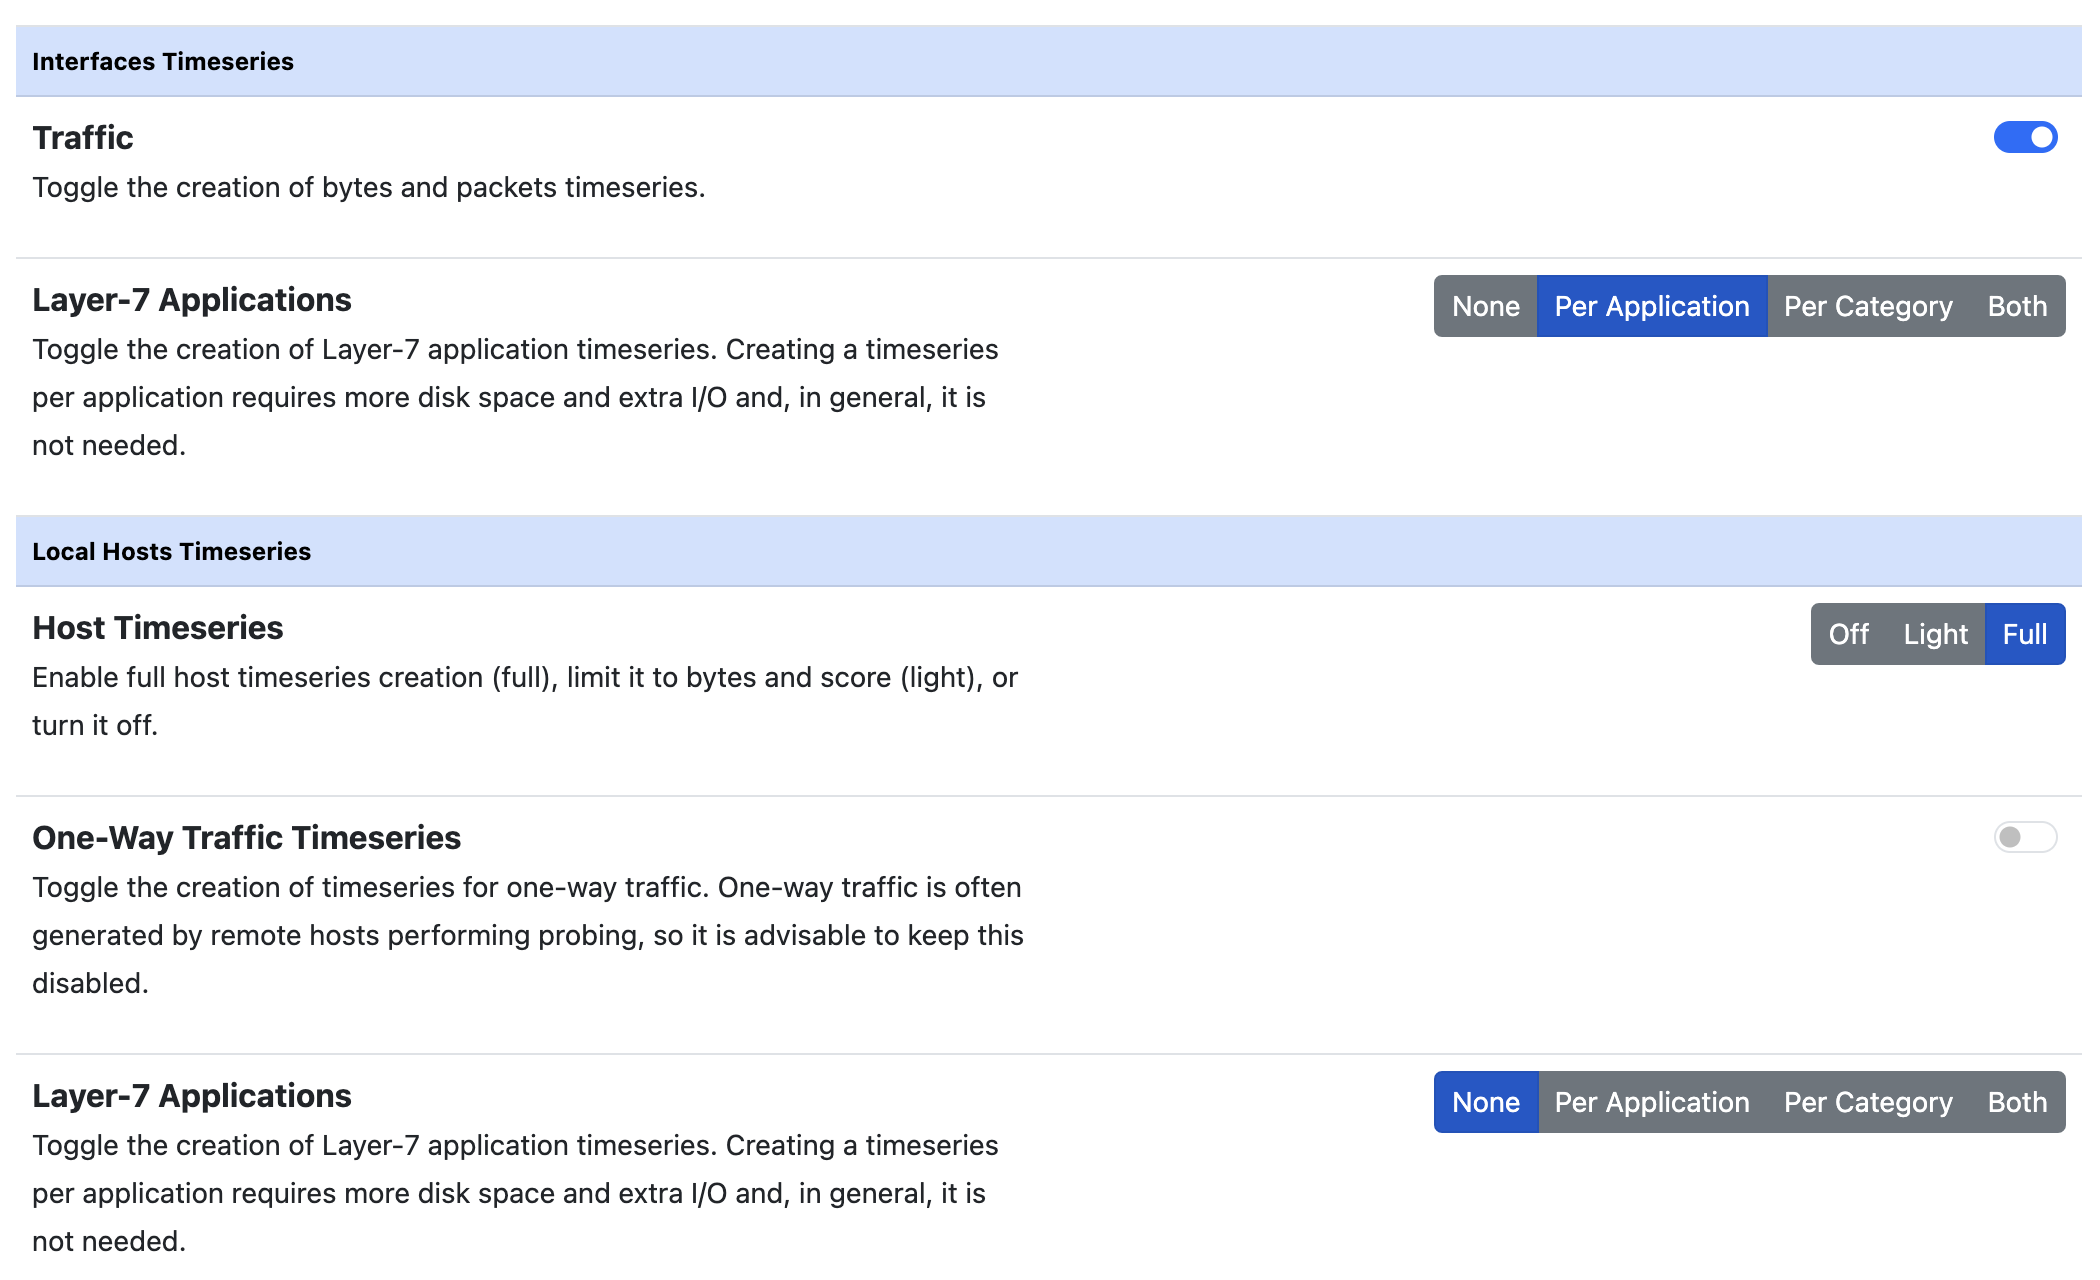 Interfaces Timeseries
Traffic
Toggle the creation of bytes and packets timeseries.
Layer-7 Applications
None Per Application Per Category Both
Toggle the creation of Layer-7 application timeseries. Creating a timeseries
per application requires more disk space and extra I/O and, in general, it is
not needed.
Local Hosts Timeseries
Host Timeseries
Off Light Full
Enable full host timeseries creation (full), limit it to bytes and score (light), or
turn it off.
One-Way Traffic Timeseries
Toggle the creation of timeseries for one-way traffic. One-way traffic is often
generated by remote hosts performing probing, so it is advisable to keep this
disabled.
Layer-7 Applications
None Per Application Per Category Both
Toggle the creation of Layer-7 application timeseries. Creating a timeseries
per application requires more disk space and extra I/O and, in general, it is
not needed.